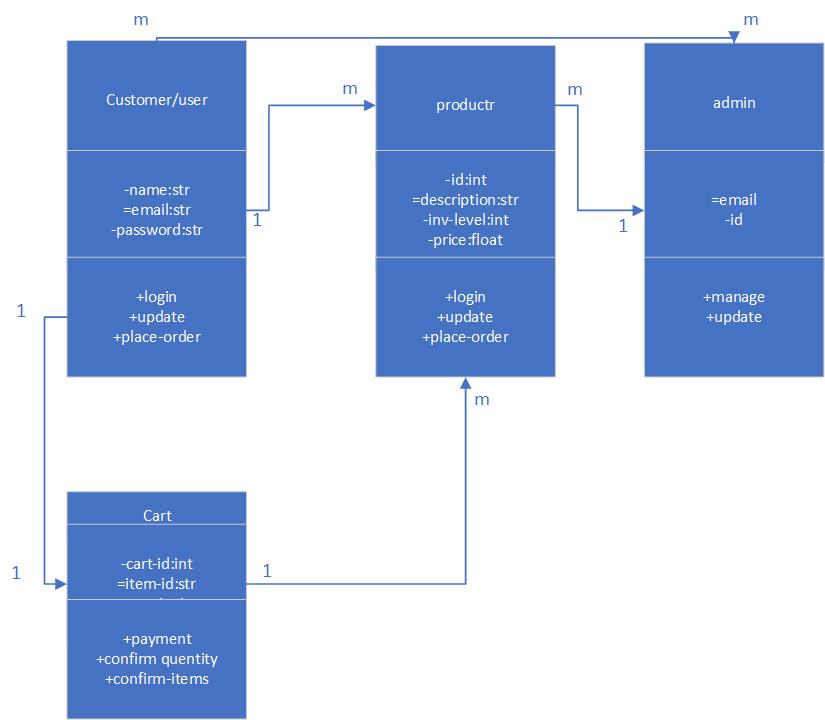 m
m
Customer/user
-name:str
=email:str
-password:str
+login
+update
+place-order
1
m
productr
-id:int
=description:str
-inv-level:int
-price:float
+login
+update
+place-order
m
1
admin
=email
-id
+manage
+update
1
1
m
Cart
-cart-id:int
=item-id:str
+payment
+confirm quentity
+confirm-items
1